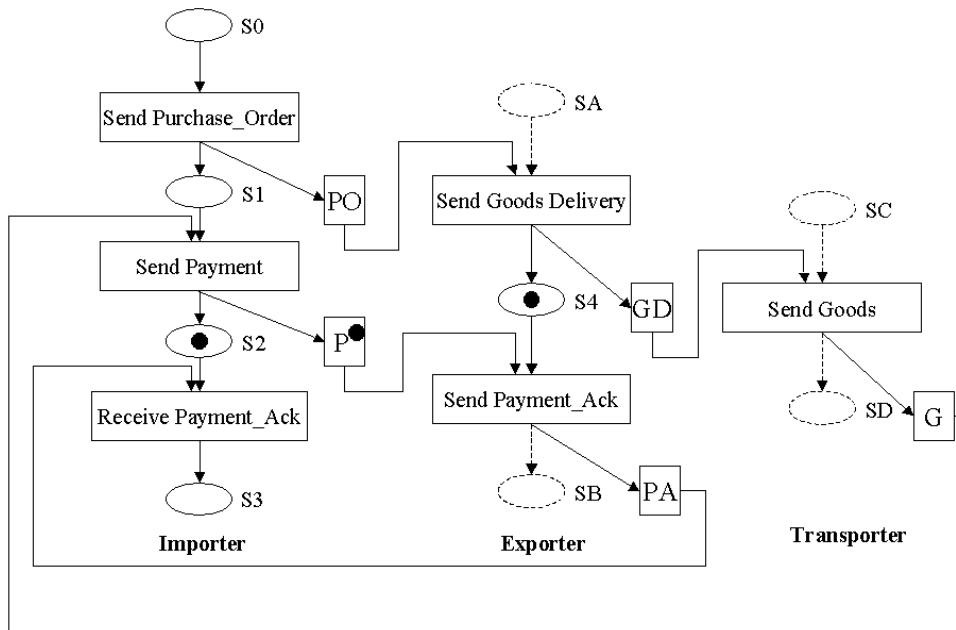 S0
Send Purchase_Order
SA
S1
PO
Send Goods Delivery
SC
Send Payment
S4
GD
Send Goods
P
S2
Receive Payment_Ack
Send Payment_Ack
SD
G
S3
SB
PA
Importer
Exporter
Transporter